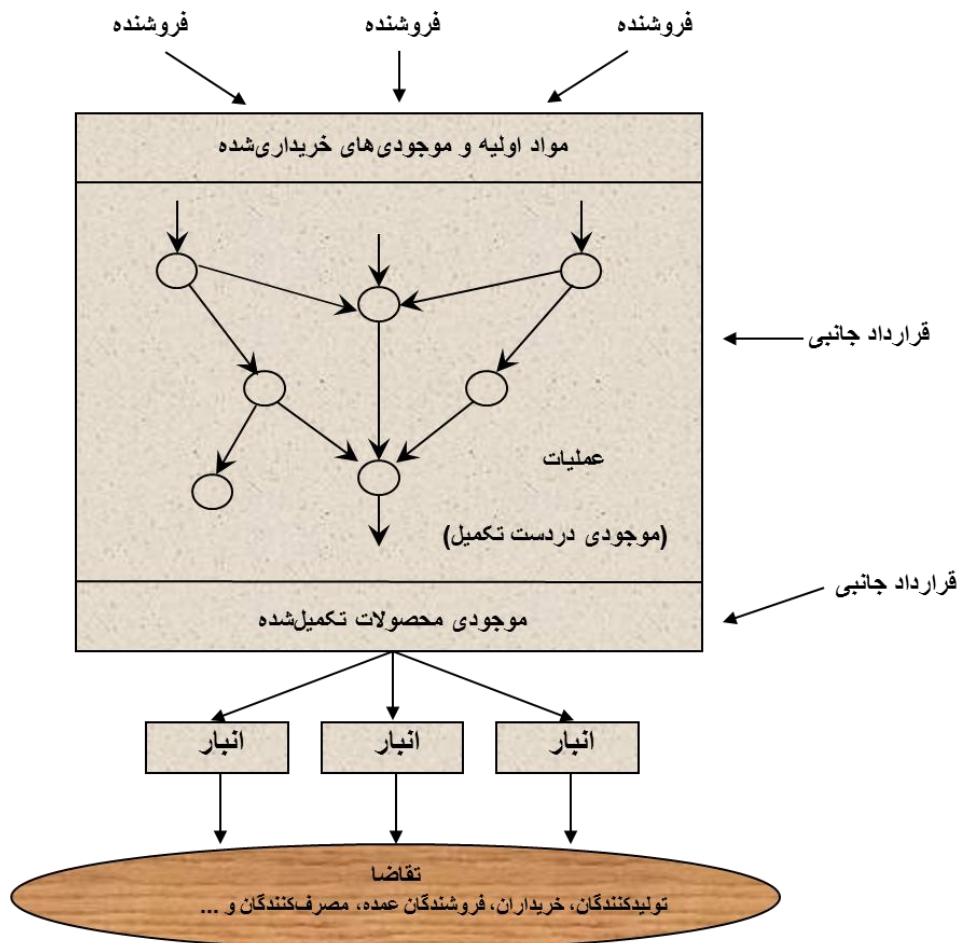 فروشنده
فروشنده
فروشنده
مواد اولیه و موجودی‌های خریداری‌شده
قرارداد جانبی
عملیات
(موجودی دردست تکمیل)
قرارداد جانبی
موجودی محصولات تکمیل‌شده
انبار
انبار
انبار
تقاضا
تولیدکنندگان، خریداران، فروشندگان عمده، مصرف‌کنندگان و ...